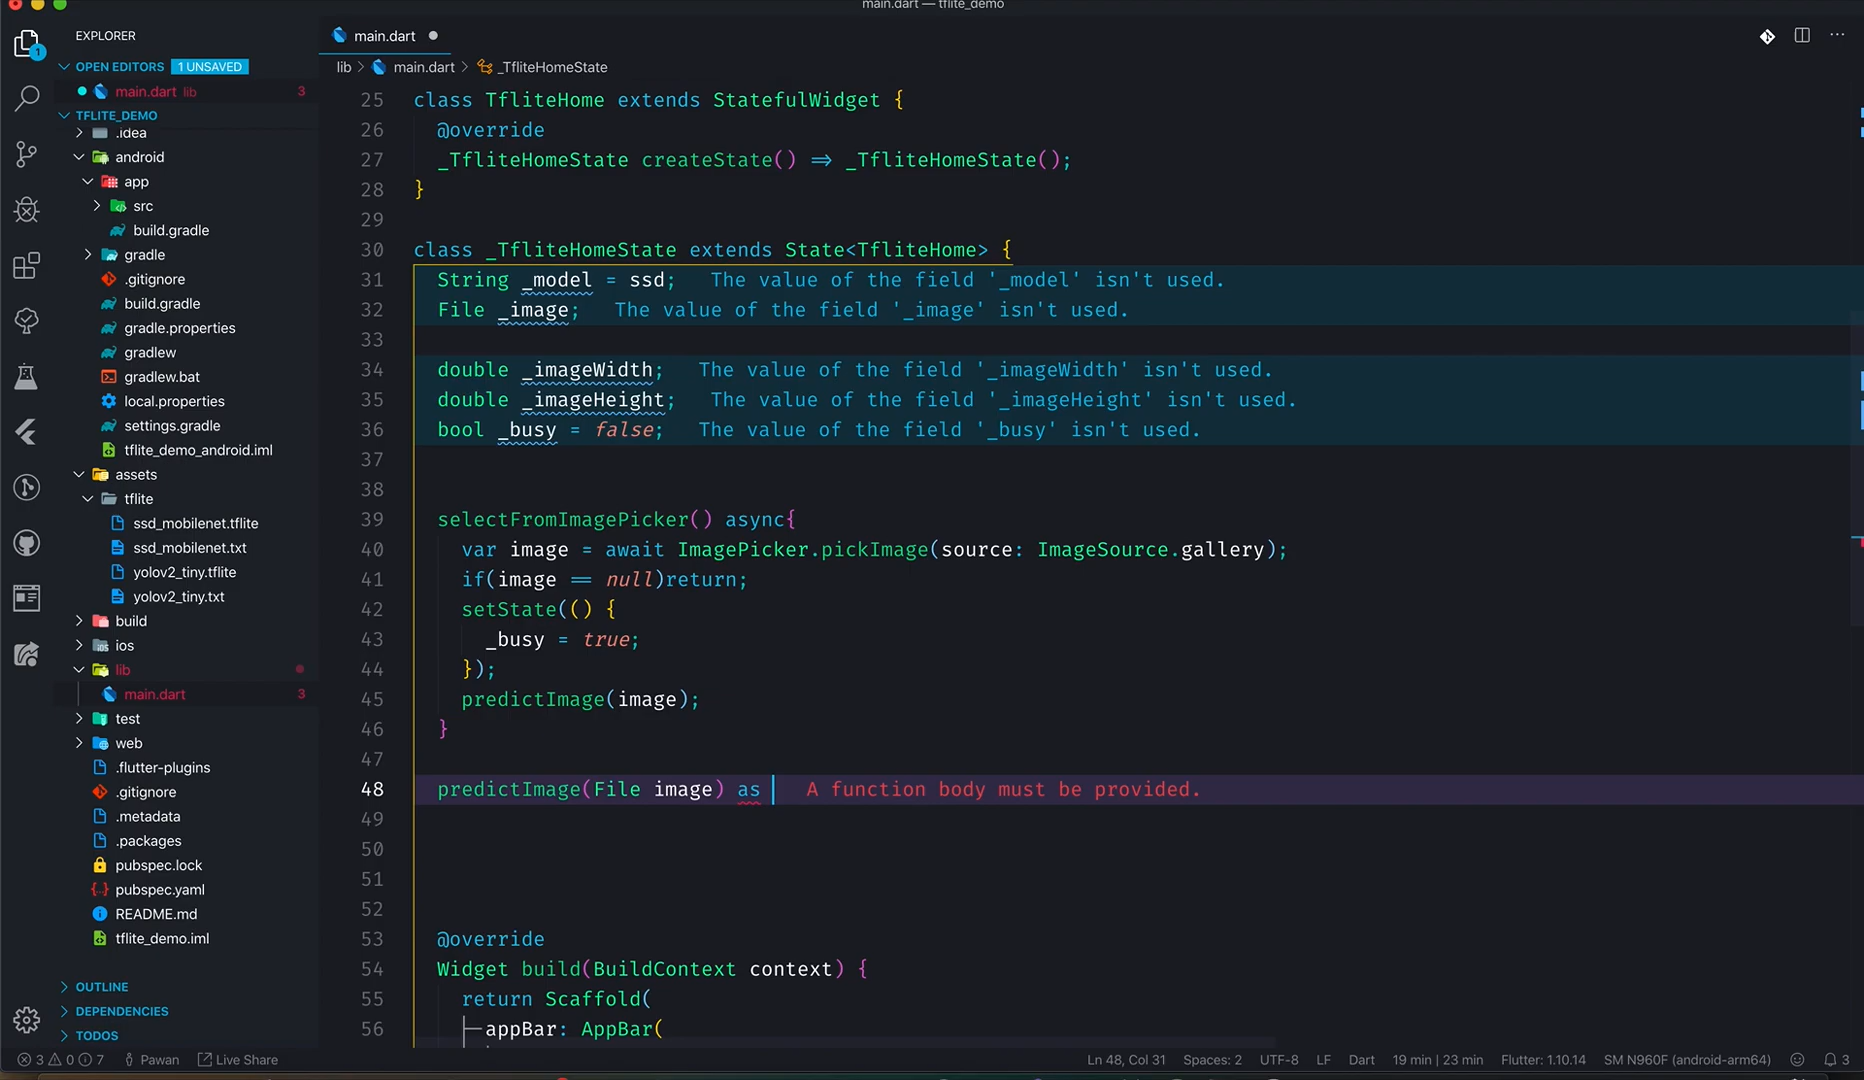 main.dart — tflite_demo
EXPLORER
OPEN EDITORS 1 UNSAVED
main.dart lib 3
TFLITE_DEMO
.idea
android
app
src
build.gradle
gradle
.gitignore
build.gradle
gradle.properties
gradlew
gradlew.bat
local.properties
settings.gradle
tflite_demo_android.iml
assets
tflite
ssd_mobilenet.tflite
ssd_mobilenet.txt
yolov2_tiny.tflite
yolov2_tiny.txt
build
ios
lib
main.dart 3
test
web
.flutter-plugins
.gitignore
.metadata
.packages
pubspec.lock
pubspec.yaml
README.md
tflite_demo.iml
OUTLINE
DEPENDENCIES
TODOS
main.dart
lib > main.dart > _TfliteHomeState
25 class TfliteHome extends StatefulWidget {
26 @override
27 _TfliteHomeState createState() => _TfliteHomeState();
28 }
29
30 class _TfliteHomeState extends State<TfliteHome> {
31 String _model = ssd; The value of the field '_model' isn't used.
32 File _image; The value of the field '_image' isn't used.
33
34 double _imageWidth; The value of the field '_imageWidth' isn't used.
35 double _imageHeight; The value of the field '_imageHeight' isn't used.
36 bool _busy = false; The value of the field '_busy' isn't used.
37
38
39 selectFromImagePicker() async{
40 var image = await ImagePicker.pickImage(source: ImageSource.gallery);
41 if(image == null)return;
42 setState(() {
43 _busy = true;
44 });
45 predictImage(image);
46 }
47
48 predictImage(File image) as A function body must be provided.
49
50
51
52
53 @override
54 Widget build(BuildContext context) {
55 return Scaffold(
56 appBar: AppBar(
3 0 7 Pawan Live Share Ln 48, Col 31 Spaces: 2 UTF-8 LF Dart 19 min | 23 min Flutter: 1.10.14 SM N960F (android-arm64) 3